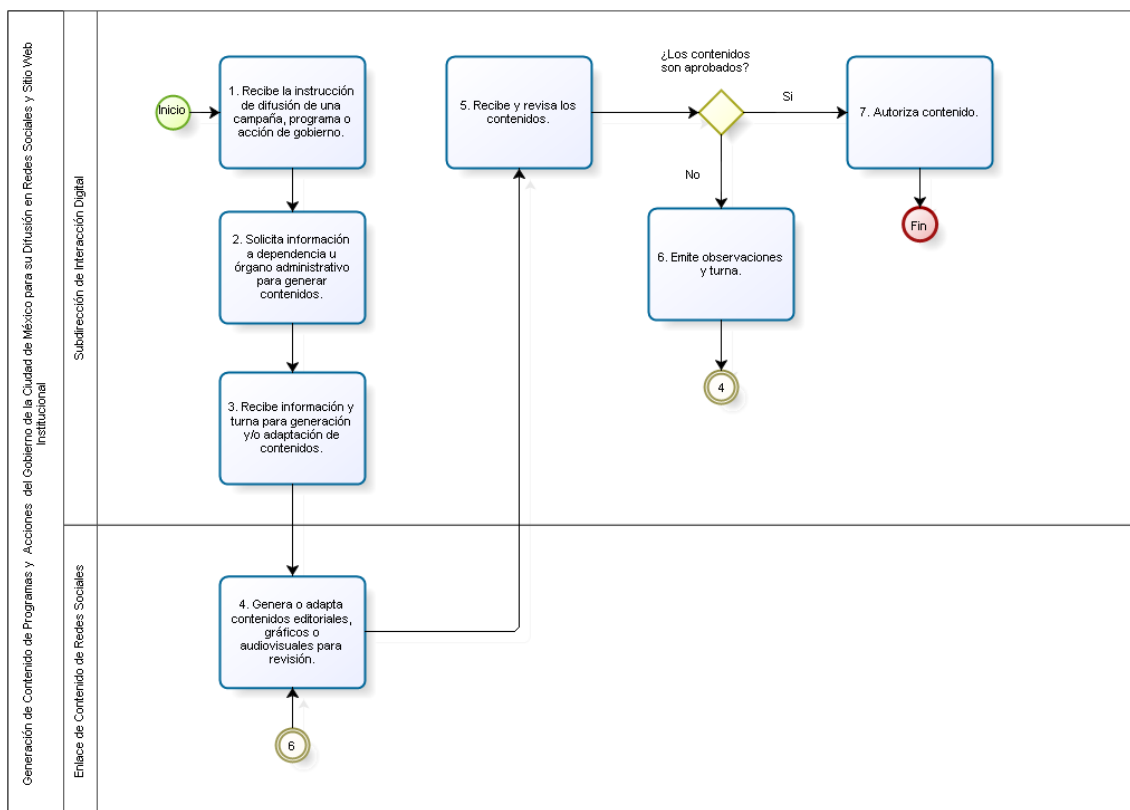 Generación de Contenido de Programas y  Acciones  del Gobierno de la Ciudad de México para su Difusión en Redes Sociales y Sitio Web
Institucional
Subdirección de Interacción Digital
Inicio
1. Recibe la instrucción
de difusión de una
campaña, programa o
acción de gobierno.
2. Solicita información
a dependencia u
órgano administrativo
para generar
contenidos.
3. Recibe información y
turna para generación
y/o adaptación de
contenidos.
5. Recibe y revisa los
contenidos.
¿Los contenidos
son aprobados?
Si
No
7. Autoriza contenido.
Fin
6. Emite observaciones
y turna.
4
Enlace de Contenido de Redes Sociales
4. Genera o adapta
contenidos editoriales,
gráficos o
audiovisuales para
revisión.
6